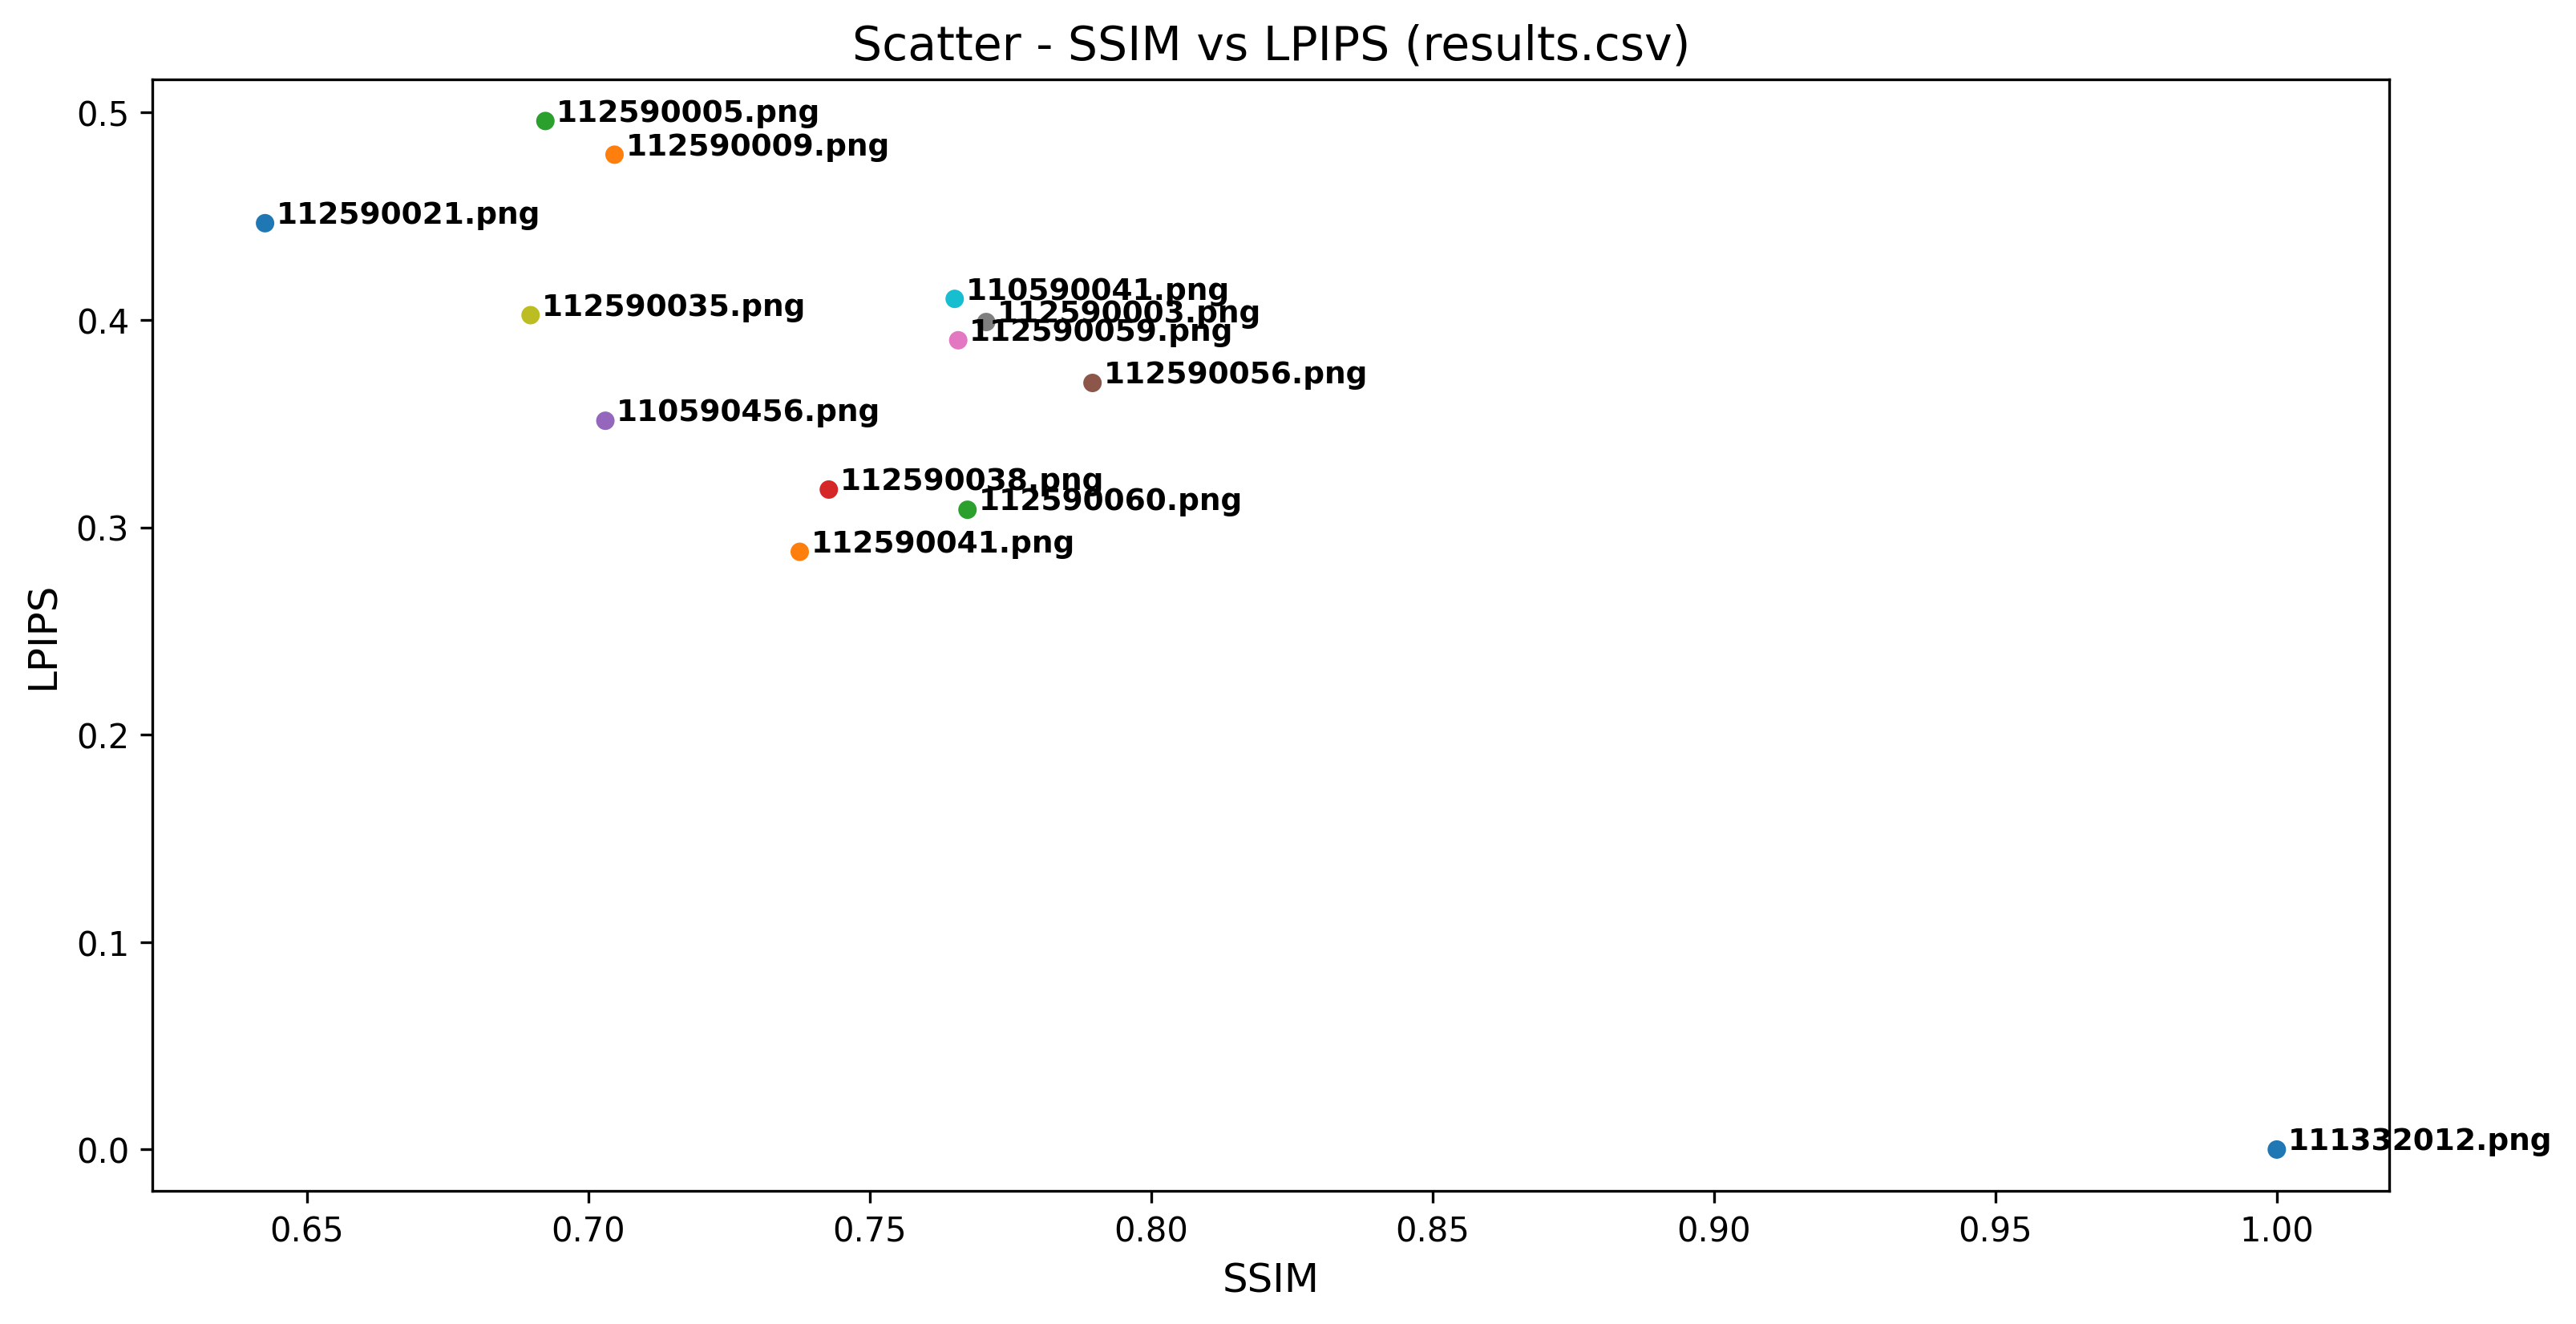 Scatter - SSIM vs LPIPS (results.csv)
0.5
112590005.png
112590009.png
112590021.png
110590041.png
112590035.png
112590003.png
0.4
112590059.png
112590056.png
110590456.png
112590038.png
112590060.png
0.3
112590041.png
LPIPS
0.2
0.1
111332012.png
0.0
0.65 0.70 0.75 0.80 0.85 0.90 0.95 1.00
SSIM